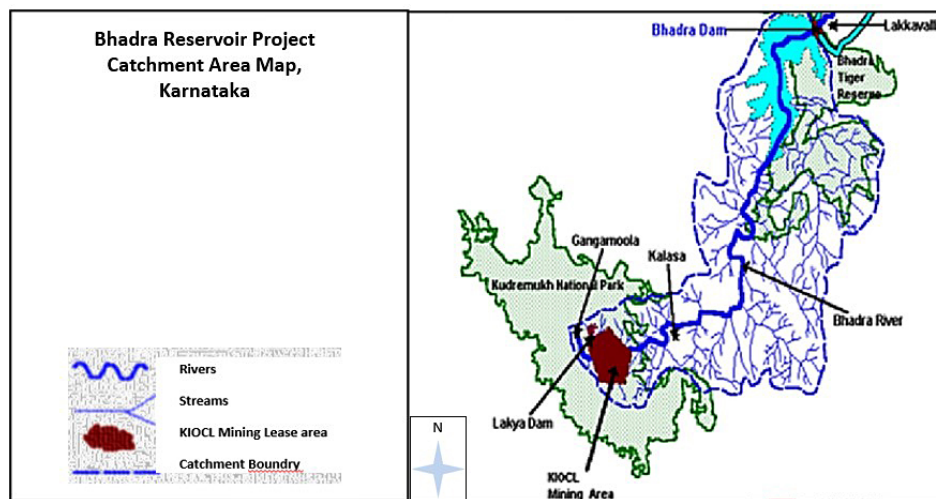 Bhadra Reservoir Project
Catchment Area Map,
Karnataka
Rivers
Streams
KIOCL Mining Lease area
Catchment Boundry
N
Bhadra Dam
Lakkavall
Bhadra
Tiger
Reserve
Gangamoola
Kalasa
Kudremukh National Park
Bhadra River
Lakya Dam
KIOCL
Mining Area